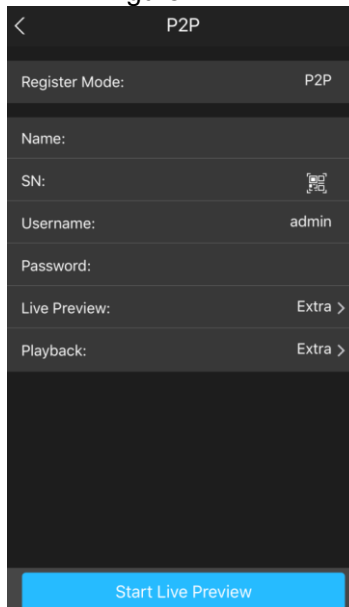 P2P
Register Mode: P2P
Name:
SN:
Username: admin
Password:
Live Preview: Extra >
Playback: Extra >
Start Live Preview